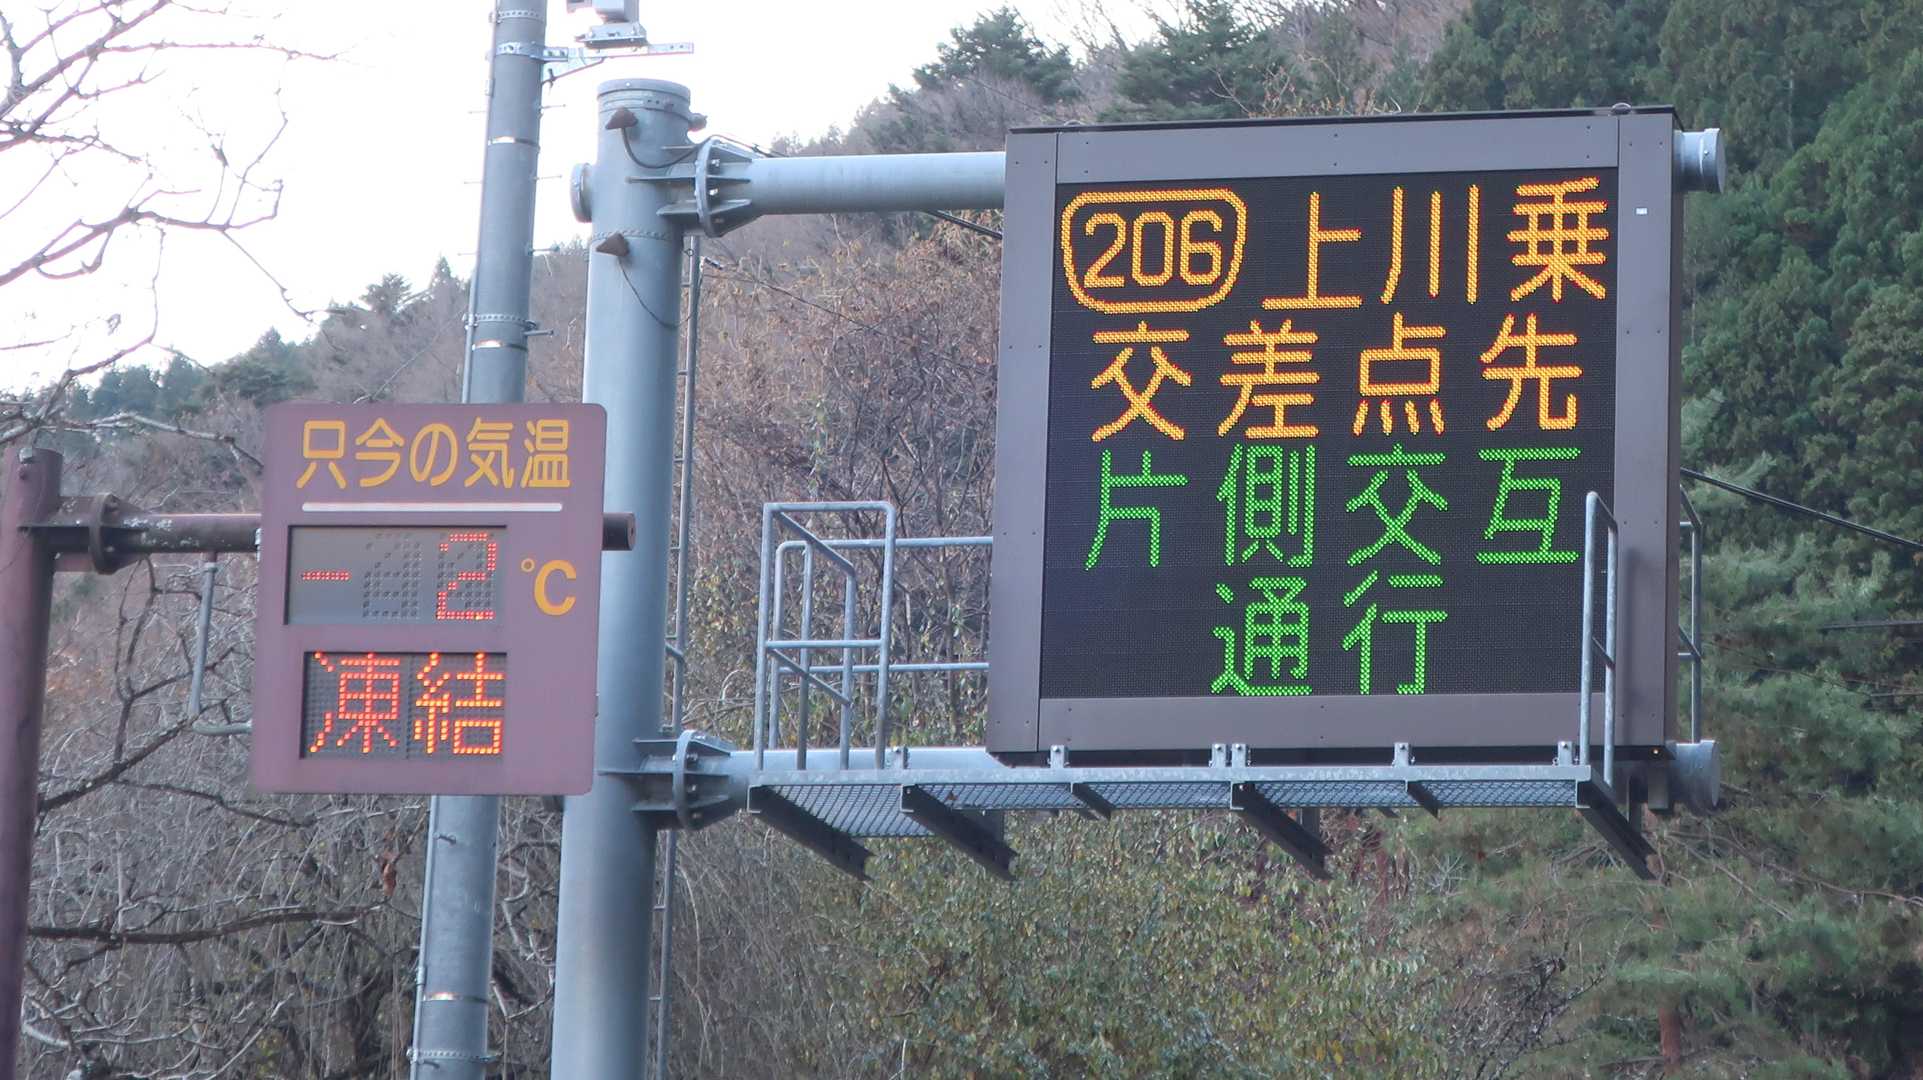 只今の気温
-2
°C
凍結
206 上川乗
交差点先
片側交互
通行